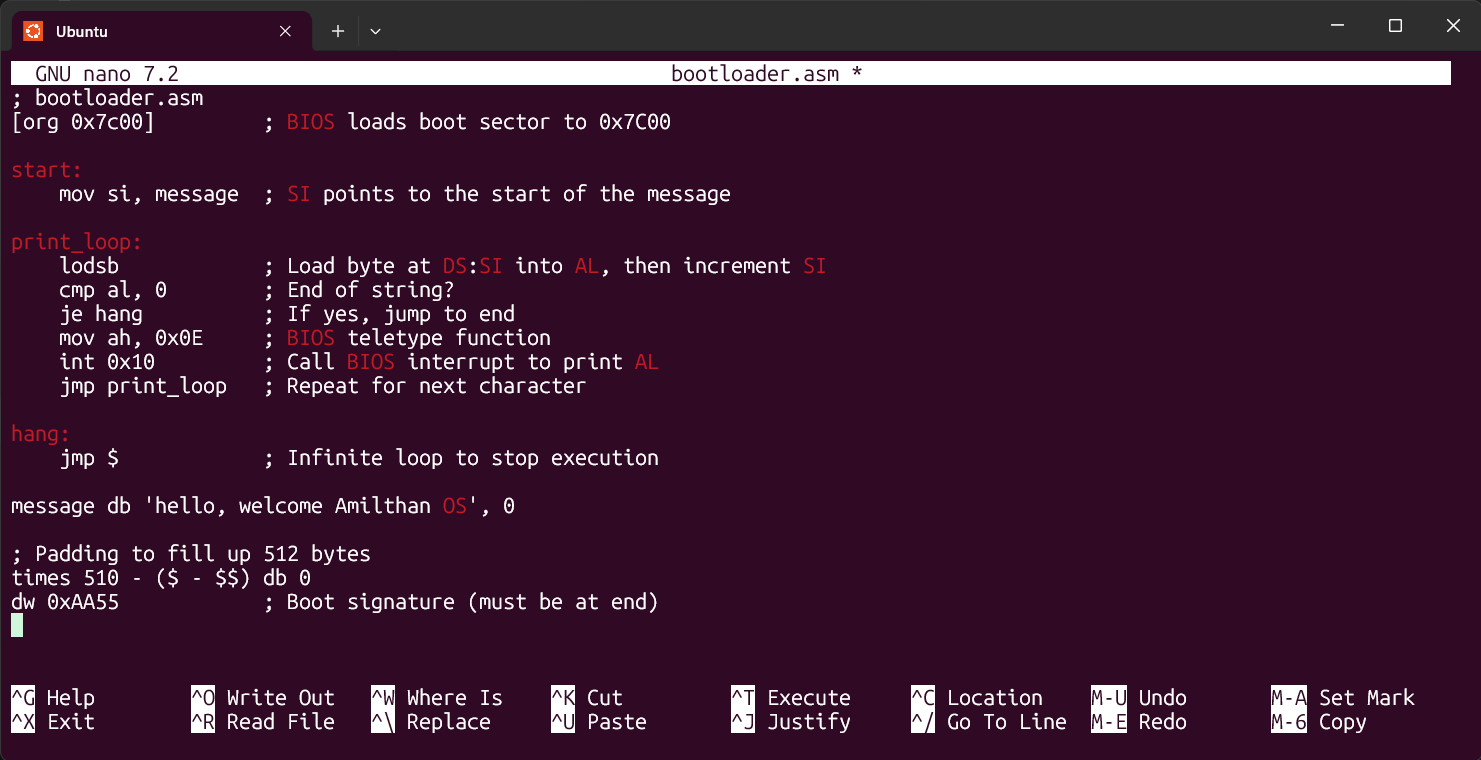 Ubuntu
GNU nano 7.2 bootloader.asm *
; bootloader.asm
[org 0x7c00]         ; BIOS loads boot sector to 0x7C00
start:
    mov si, message  ; SI points to the start of the message
print_loop:
    lodsb            ; Load byte at DS:SI into AL, then increment SI
    cmp al, 0        ; End of string?
    je hang          ; If yes, jump to end
    mov ah, 0x0E     ; BIOS teletype function
    int 0x10         ; Call BIOS interrupt to print AL
    jmp print_loop   ; Repeat for next character
hang:
    jmp $            ; Infinite loop to stop execution
message db 'hello, welcome Amilthan OS', 0
; Padding to fill up 512 bytes
times 510 - ($ - $$) db 0
dw 0xAA55            ; Boot signature (must be at end)
^G Help ^O Write Out ^W Where Is ^K Cut ^T Execute ^C Location M-U Undo M-A Set Mark
^X Exit ^R Read File ^\ Replace ^U Paste ^J Justify ^/ Go To Line M-E Redo M-6 Copy